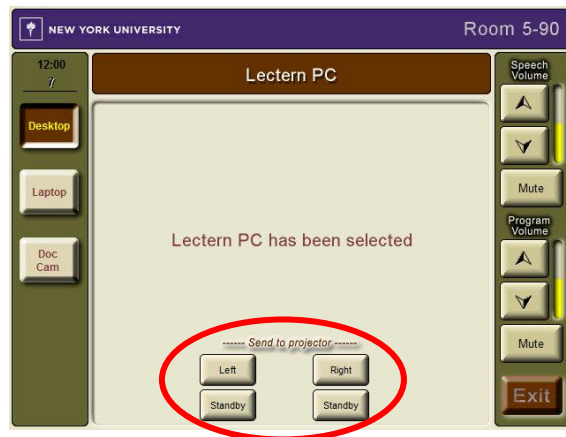 NEW YORK UNIVERSITY
Room 5-90
12:00
7
Lectern PC
Desktop
Laptop
Doc
Cam
Lectern PC has been selected
------ Send to projector ------
Left
Right
Standby
Standby
Speech
Volume
Mute
Program
Volume
Mute
Exit